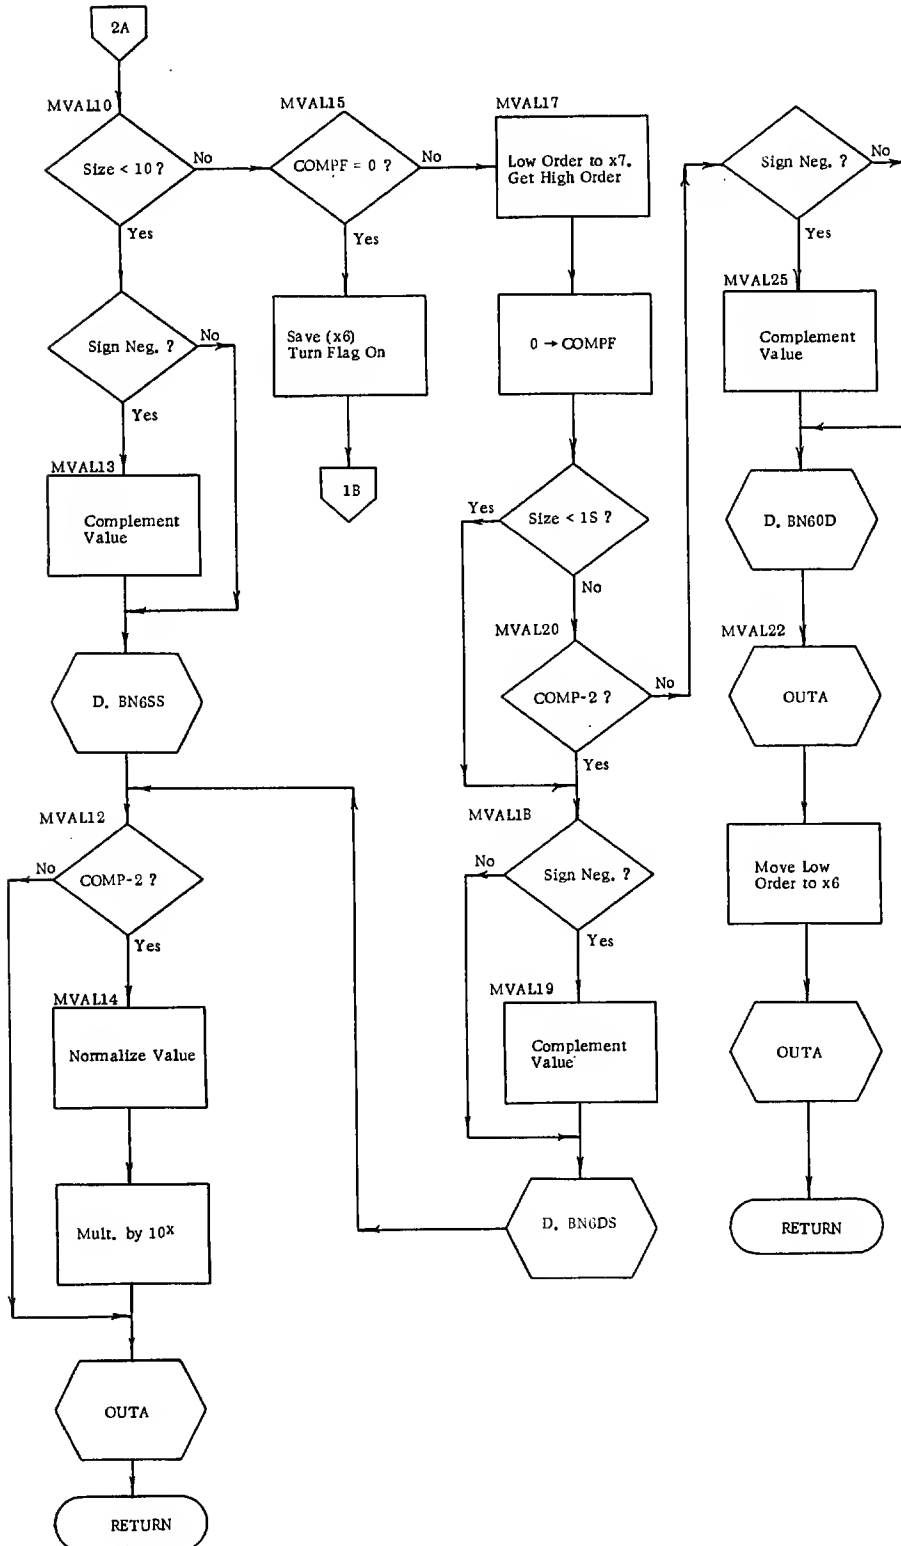 2A
MVAL10
Size < 10 ?
No
Yes
Sign Neg. ?
No
Yes
MVAL13
Complement
Value
D. BN6SS
MVAL12
No
COMP-2 ?
Yes
MVAL14
Normalize Value
Mult. by 10x
OUTA
RETURN
MVAL15
COMPF = 0 ?
No
Yes
Save (x6)
Turn Flag On
1B
MVAL17
Low Order to x7.
Get High Order
0 → COMPF
Yes
Size < 1S ?
No
MVAL20
COMP-2 ?
No
Yes
MVAL1B
No
Sign Neg. ?
Yes
MVAL19
Complement
Value
D. BN6DS
Sign Neg. ?
No
Yes
MVAL25
Complement
Value
D. BN60D
MVAL22
OUTA
Move Low
Order to x6
OUTA
RETURN